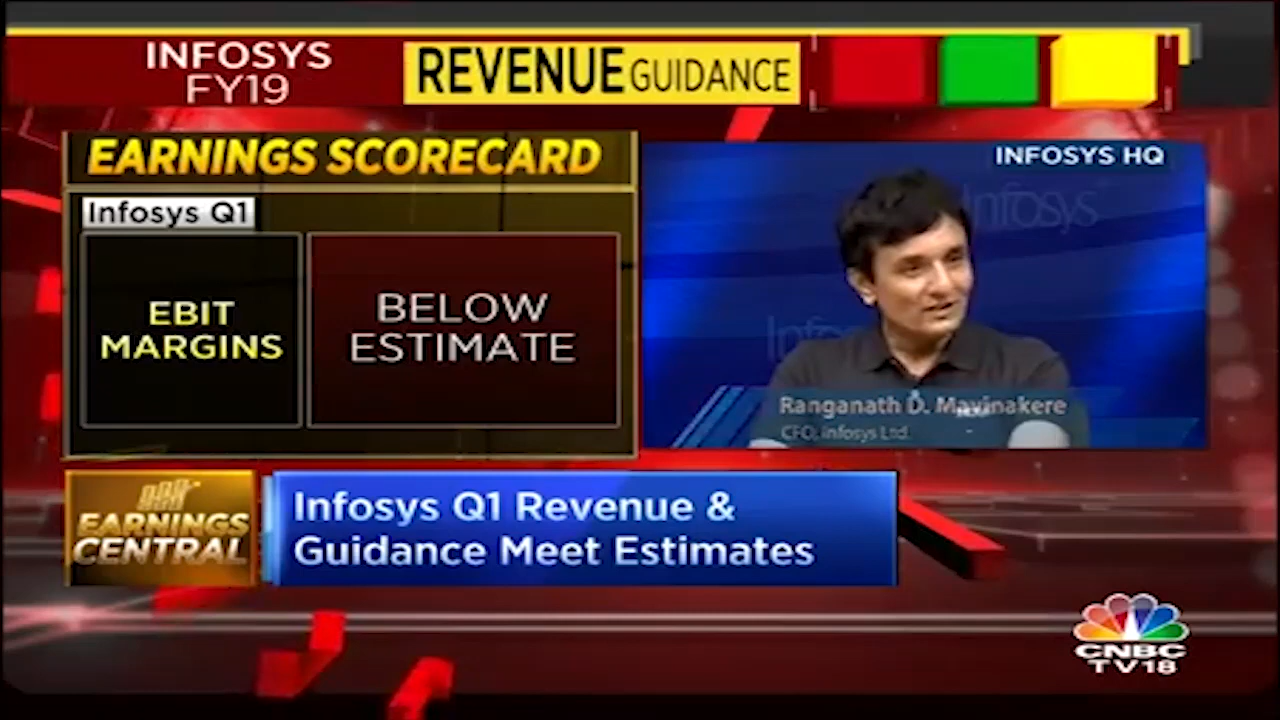 INFOSYS
FY19
REVENUE GUIDANCE
EARNINGS SCORECARD
Infosys Q1
EBIT
MARGINS
BELOW
ESTIMATE
INFOSYS HQ
Infosys
Ranganath D. Mavinakere
CFO, Infosys Ltd.
EARNINGS
CENTRAL
Infosys Q1 Revenue &
Guidance Meet Estimates
CNBC
TV18